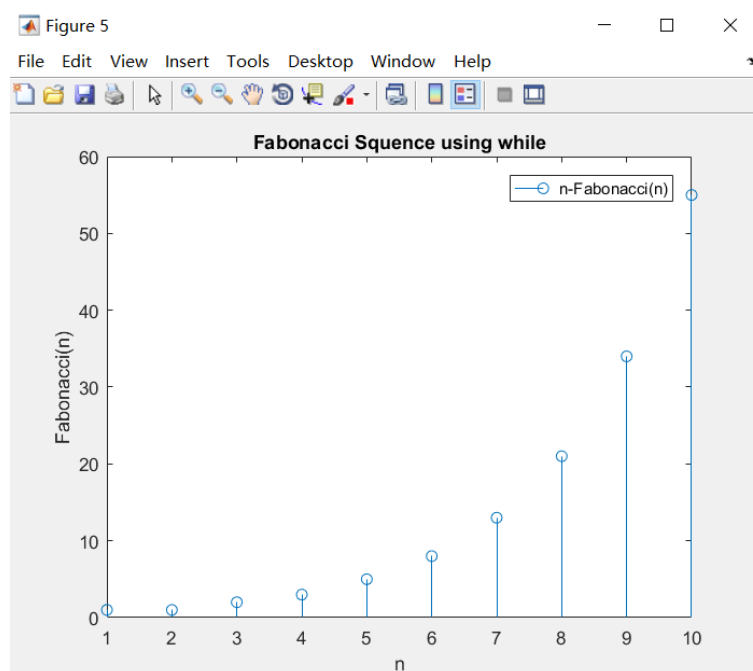 Figure 5
File Edit View Insert Tools Desktop Window Help
Fabonacci Squence using while
n-Fabonacci(n)
60
50
40
30
20
10
0
Fabonacci(n)
1 2 3 4 5 6 7 8 9 10
n